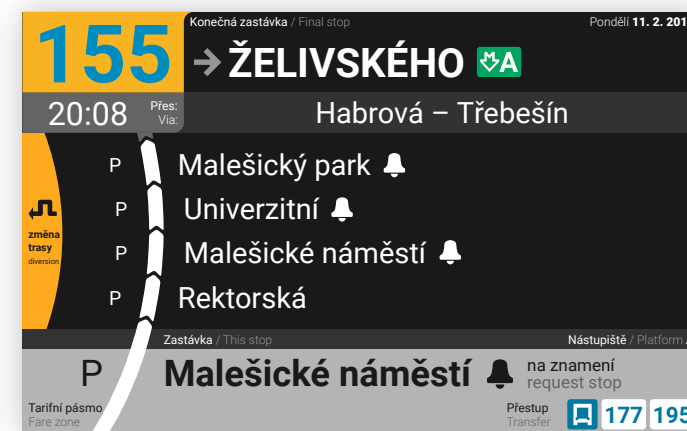 155
Konečná zastávka / Final stop
Pondělí 11. 2. 201
→ ŽELIVSKÉHO A
20:08
Přes:
Via:
Habrová – Třebešín
P Malešický park
P Univerzitní
P Malešické náměstí
P Rektorská
změna
trasy
diversion
Zastávka / This stop
Nástupiště / Platform
P Malešické náměstí
na znamení
request stop
Tarifní pásmo
Fare zone
Přestup
Transfer
177 195